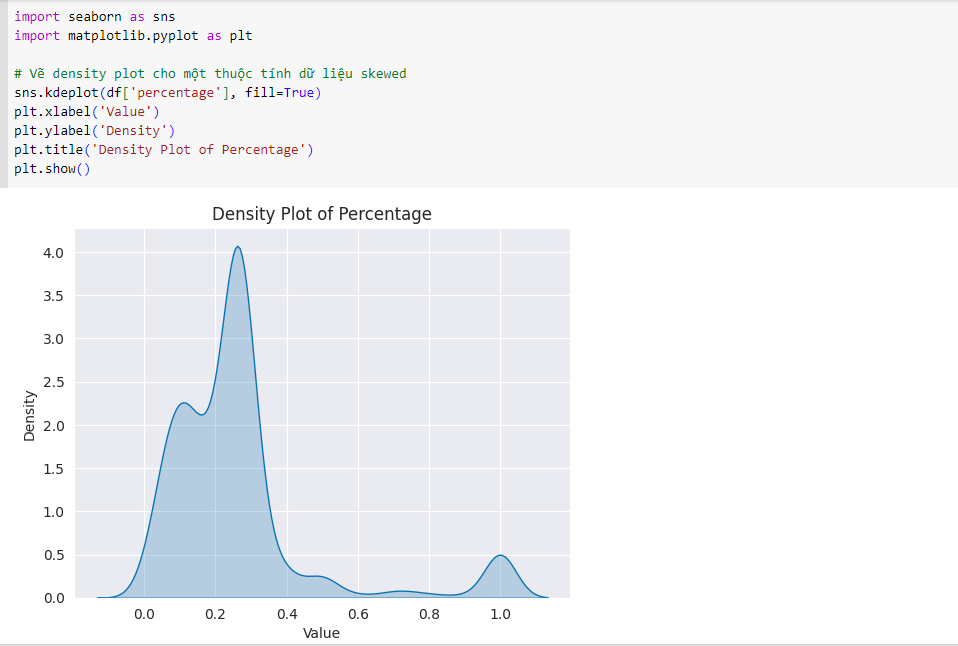 import seaborn as sns
import matplotlib.pyplot as plt
# Vẽ density plot cho một thuộc tính dữ liệu skewed
sns.kdeplot(df['percentage'], fill=True)
plt.xlabel('Value')
plt.ylabel('Density')
plt.title('Density Plot of Percentage')
plt.show()
Density Plot of Percentage
4.0
3.5
3.0
2.5
2.0
1.5
1.0
0.5
0.0
Density
0.0 0.2 0.4 0.6 0.8 1.0
Value